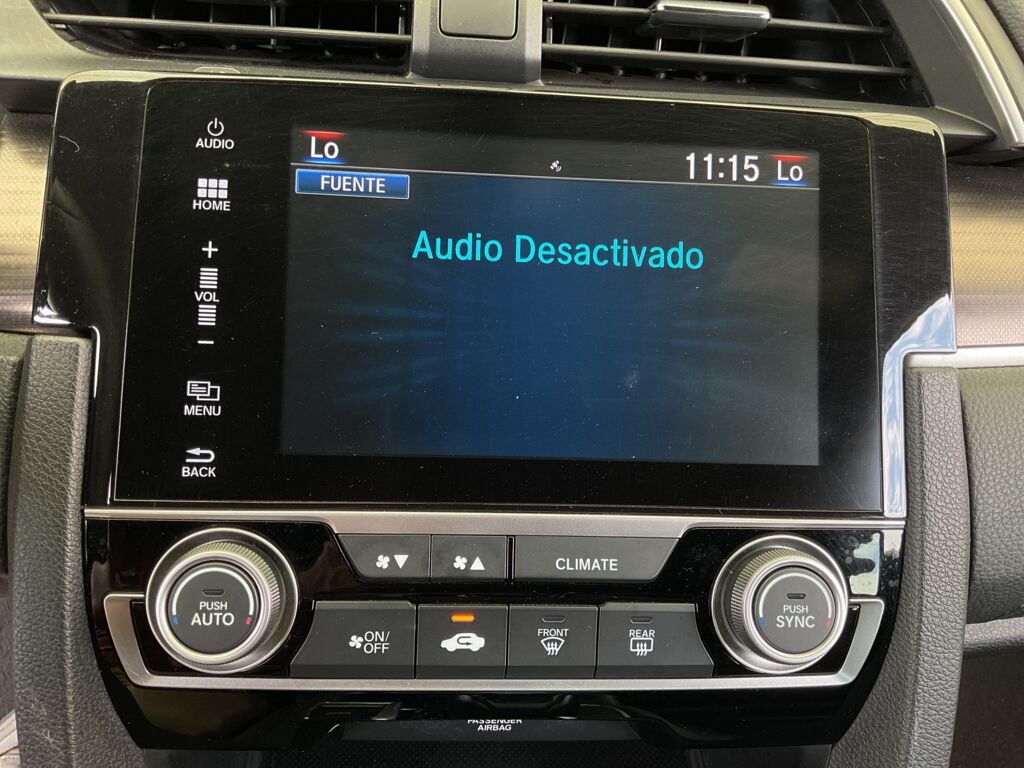 AUDIO
HOME
+
VOL
-
MENU
BACK
Lo
11:15 Lo
FUENTE
Audio Desactivado
CLIMATE
PUSH
AUTO
ON/
OFF
FRONT
REAR
PUSH
SYNC
PASSENGER
AIRBAG